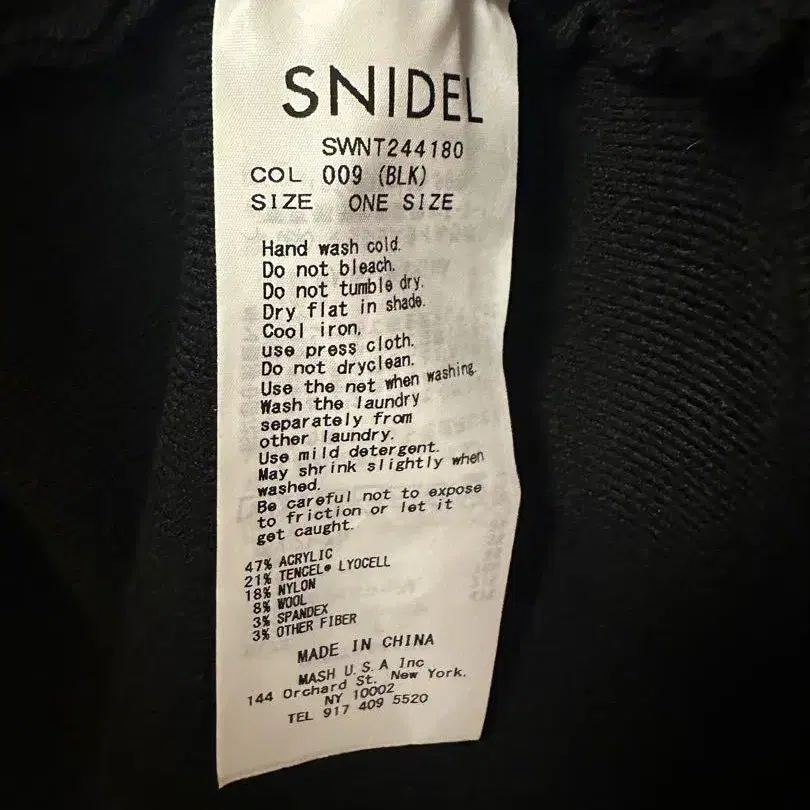 SNIDEL
SWNT244180
COL 009 (BLK)
SIZE ONE SIZE
Hand wash cold.
Do not bleach.
Do not tumble dry.
Dry flat in shade.
Cool iron,
use press cloth.
Do not dryclean.
Use the net when washing.
Wash the laundry
separately from
other laundry.
Use mild detergent.
May shrink slightly when
washed.
Be careful not to expose
to friction or let it
get caught.
47% ACRYLIC
21% TENCEL® LYOCELL
18% NYLON
8% WOOL
3% SPANDEX
3% OTHER FIBER
MADE IN CHINA
MASH U.S.A Inc
144 Orchard St. New York,
NY 10002
TEL 917 409 5520